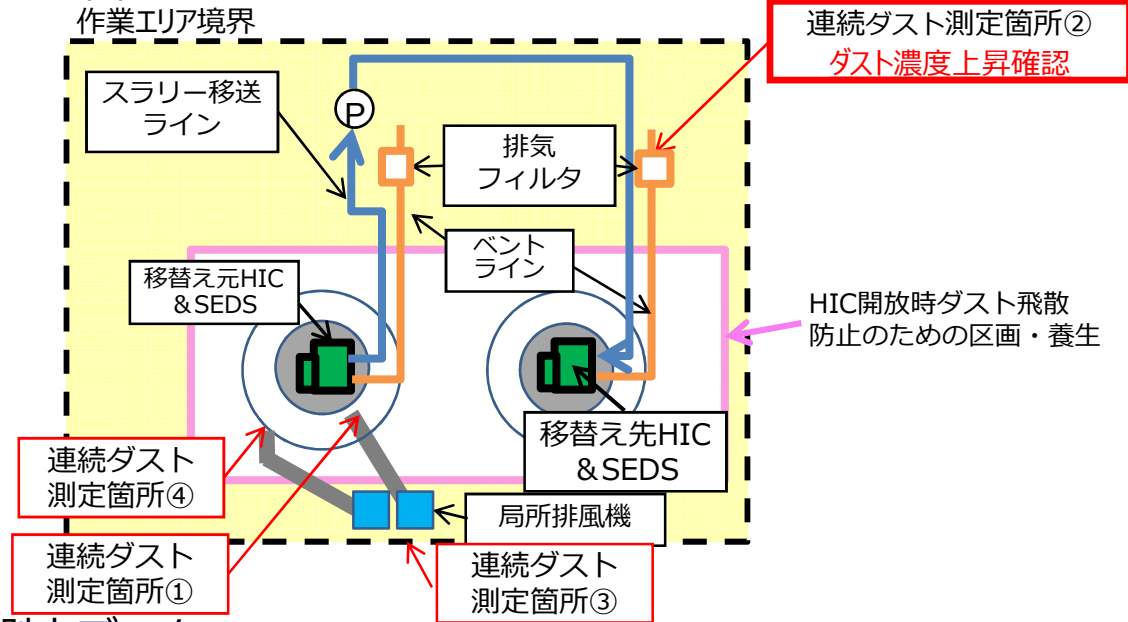 作業エリア境界
連続ダスト測定箇所②
ダスト濃度上昇確認
スラリー移送
ライン
P
排気
フィルタ
ベント
ライン
移替え元HIC
&SEDS
HIC開放時ダスト飛散
防止のための区画・養生
移替え先HIC
&SEDS
連続ダスト
測定箇所④
局所排風機
連続ダスト
測定箇所①
連続ダスト
測定箇所③